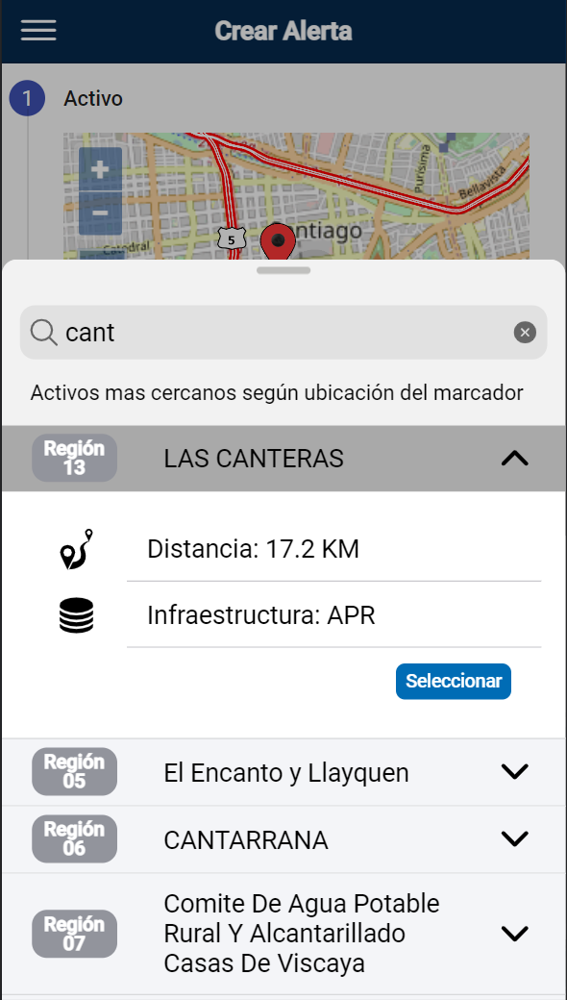 Crear Alerta
1 Activo
+
−
Purísima
Bellavista
5
ntiago
Catedral
cant
Activos mas cercanos según ubicación del marcador
Región
13
LAS CANTERAS
Distancia: 17.2 KM
Infraestructura: APR
Seleccionar
Región
05
El Encanto y Llayquen
Región
06
CANTARRANA
Región
07
Comite De Agua Potable
Rural Y Alcantarillado
Casas De Viscaya